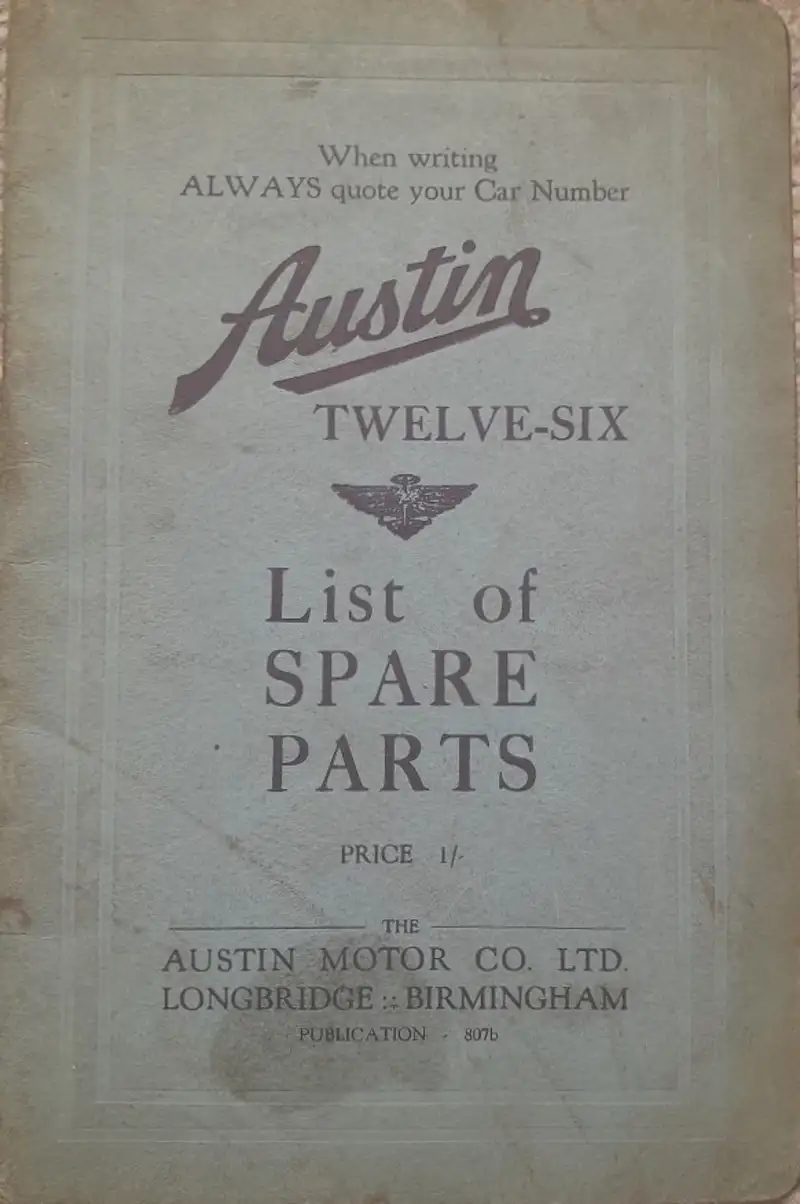 When writing
ALWAYS quote your Car Number
Austin
TWELVE-SIX
List of
SPARE
PARTS
PRICE 1/-
THE
AUSTIN MOTOR CO. LTD.
LONGBRIDGE :: BIRMINGHAM
PUBLICATION - 807b